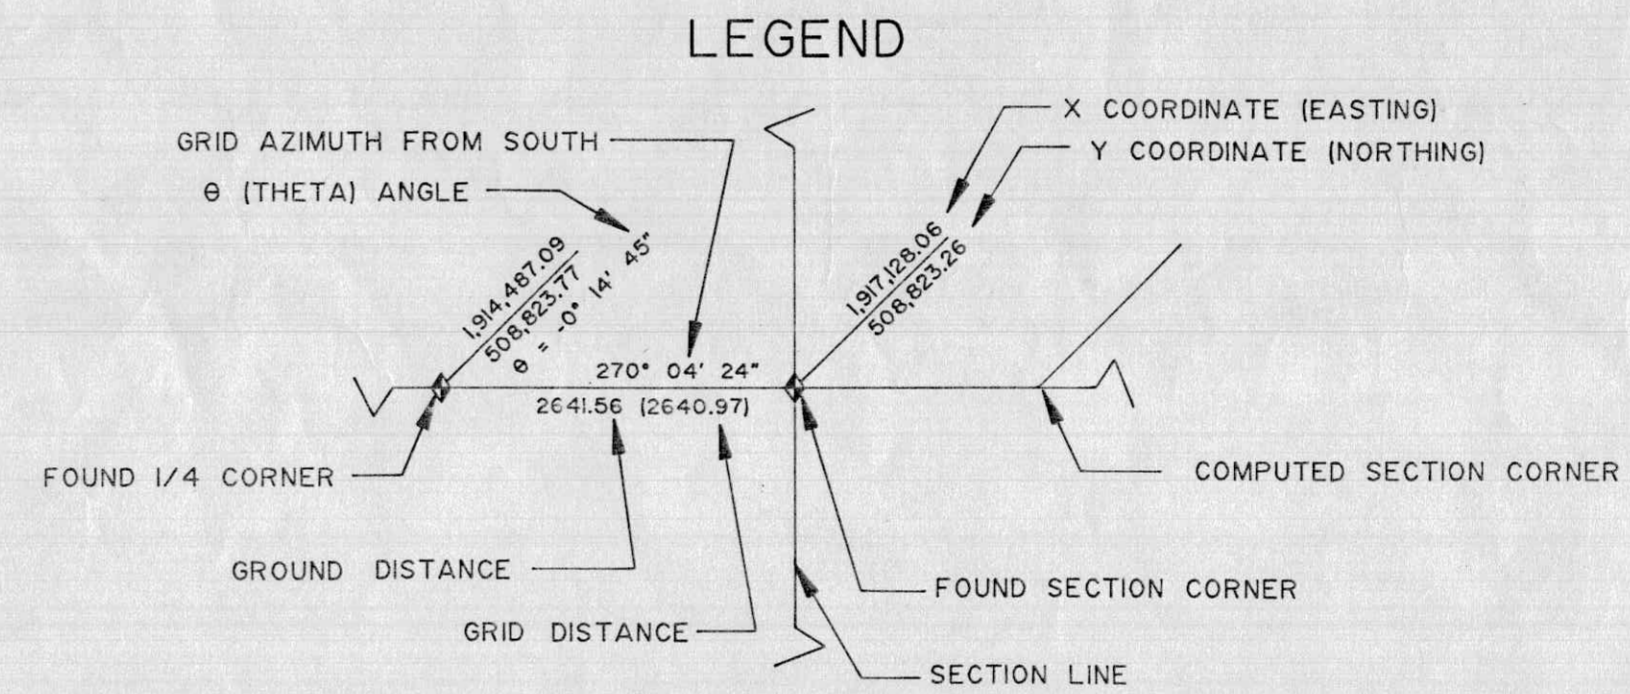 LEGEND
GRID AZIMUTH FROM SOUTH
X COORDINATE (EASTING)
Y COORDINATE (NORTHING)
θ (THETA) ANGLE
1,914,487.09
508,823.77
θ = -0° 14' 45"
1,917,128.06
508,823.26
270° 04' 24"
2641.56 (2640.97)
FOUND 1/4 CORNER
COMPUTED SECTION CORNER
GROUND DISTANCE
FOUND SECTION CORNER
GRID DISTANCE
SECTION LINE